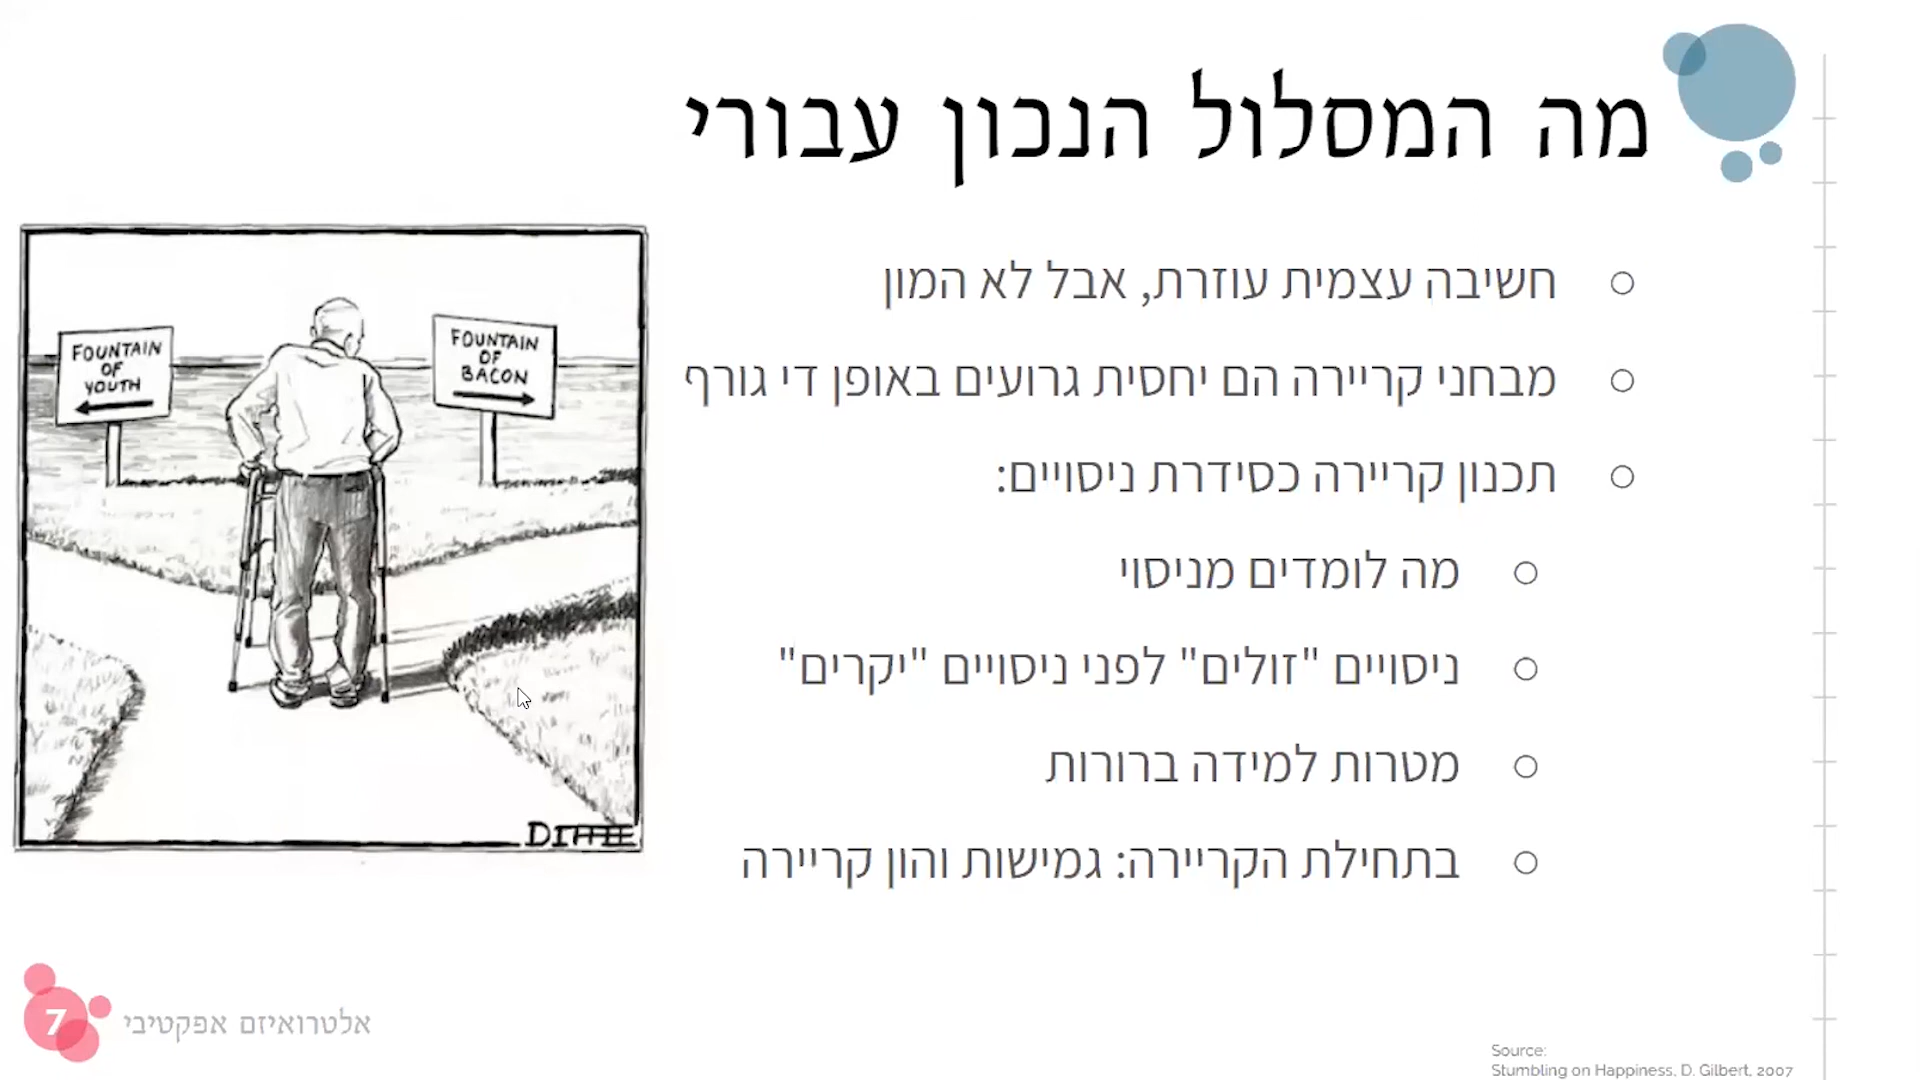 מה המסלול הנכון עבורי
חשיבה עצמית עוזרת, אבל לא המון
מבחני קריירה הם יחסית גרועים באופן די גורף
תכנון קריירה כסידרת ניסויים:
מה לומדים מניסוי
ניסויים "זולים" לפני ניסויים "יקרים"
מטרות למידה ברורות
בתחילת הקריירה: גמישות והון קריירה
FOUNTAIN
OF
YOUTH
FOUNTAIN
OF
BACON
7
אלטרואיזם אפקטיבי
Source:
Stumbling on Happiness, D. Gilbert, 2007